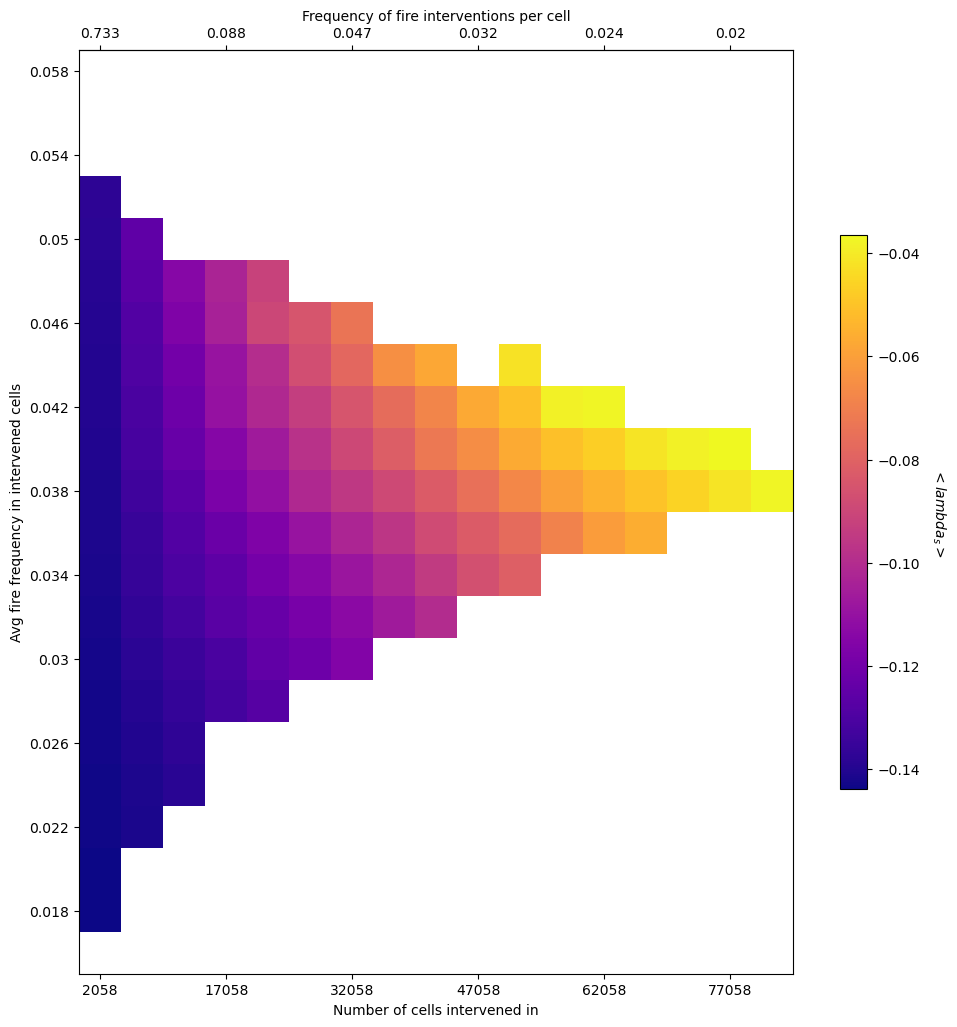 Frequency of fire interventions per cell
0.733 0.088 0.047 0.032 0.024 0.02
0.058
0.054
0.05
0.046
0.042
0.038
0.034
0.03
0.026
0.022
0.018
Avg fire frequency in intervened cells
2058 17058 32058 47058 62058 77058
Number of cells intervened in
−0.04
−0.06
−0.08
−0.10
−0.12
−0.14
< lambda_s >